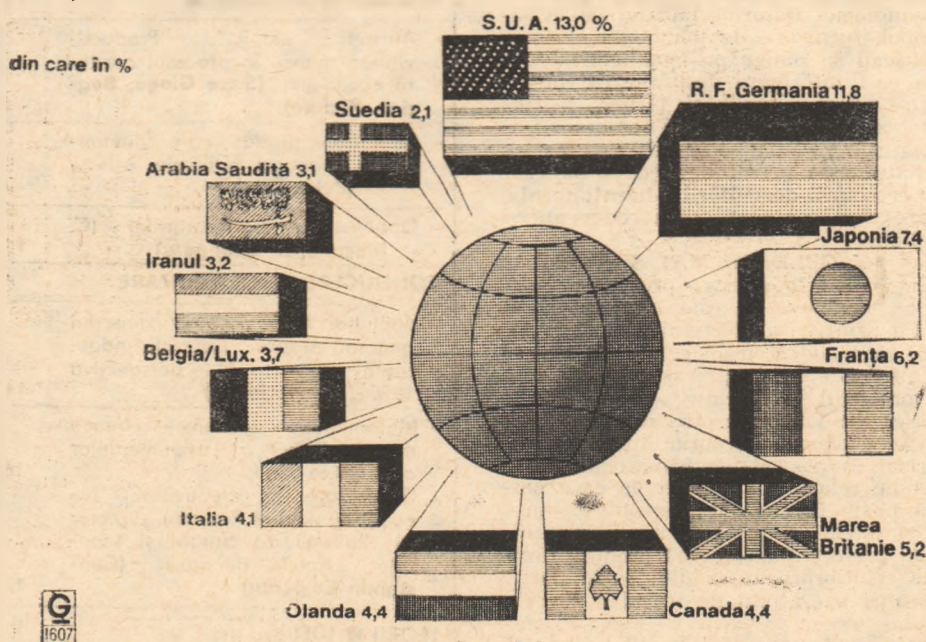 S.U.A. 13,0 %
din care în %
R.F. Germania 11,8
Suedia 2,1
Arabia Saudită 3,1
Japonia 7,4
Iranul 3,2
Belgia/Lux. 3,7
Franța 6,2
Italia 4,1
Marea
Britanie 5,2
Olanda 4,4
Canada 4,4
G
1607